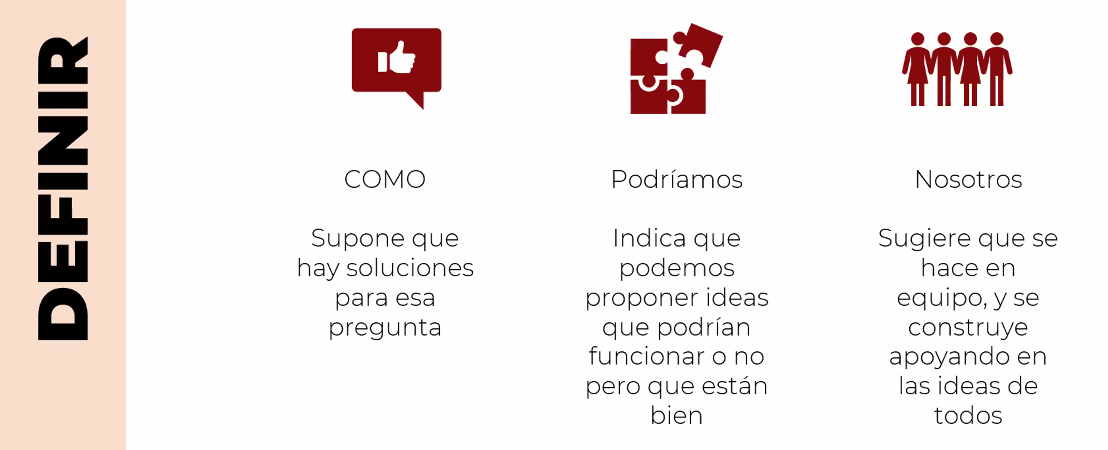 DEFINIR
COMO
Supone que
hay soluciones
para esa
pregunta
Podríamos
Indica que
podemos
proponer ideas
que podrían
funcionar o no
pero que están
bien
Nosotros
Sugiere que se
hace en
equipo, y se
construye
apoyando en
las ideas de
todos